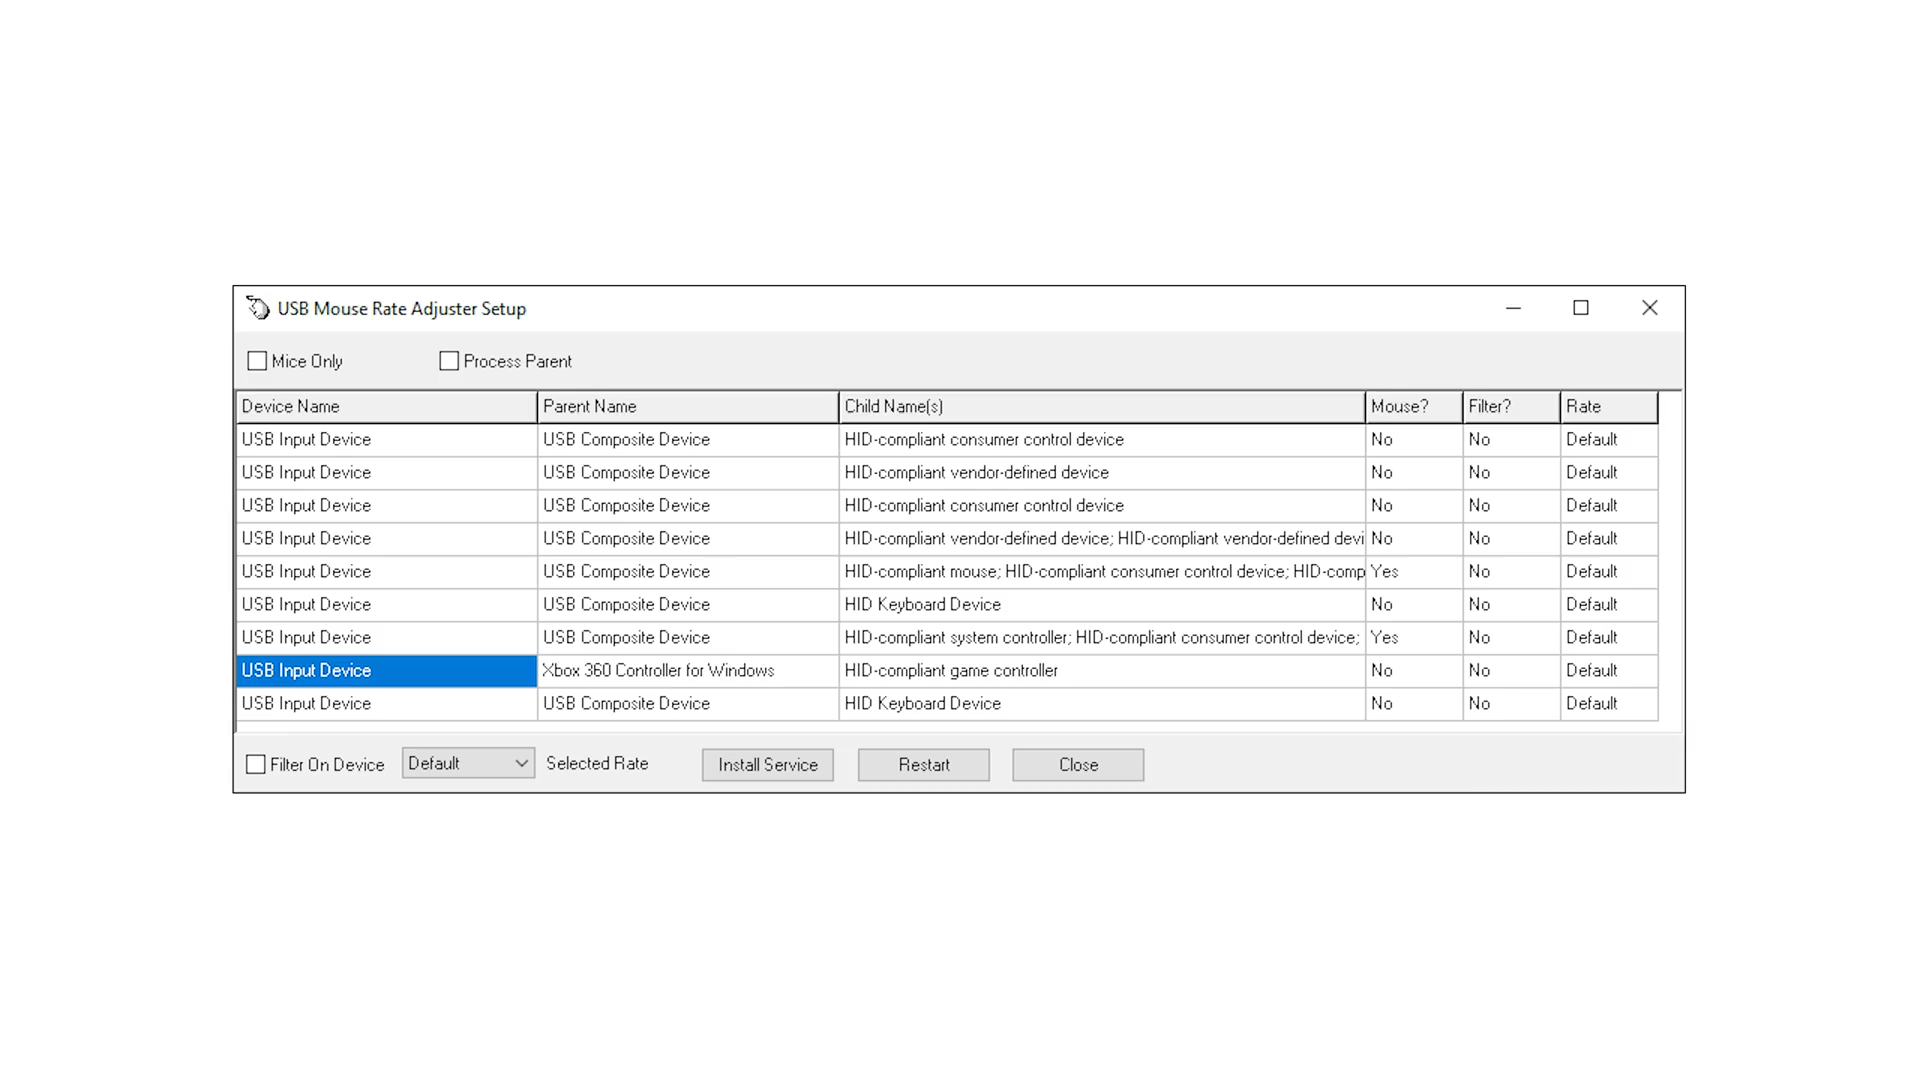 USB Mouse Rate Adjuster Setup
Mice Only Process Parent
Device Name Parent Name Child Name(s) Mouse? Filter? Rate
USB Input Device USB Composite Device HID-compliant consumer control device No No Default
USB Input Device USB Composite Device HID-compliant vendor-defined device No No Default
USB Input Device USB Composite Device HID-compliant consumer control device No No Default
USB Input Device USB Composite Device HID-compliant vendor-defined device; HID-compliant vendor-defined devi No No Default
USB Input Device USB Composite Device HID-compliant mouse; HID-compliant consumer control device; HID-comp Yes No Default
USB Input Device USB Composite Device HID Keyboard Device No No Default
USB Input Device USB Composite Device HID-compliant system controller; HID-compliant consumer control device; Yes No Default
USB Input Device Xbox 360 Controller for Windows HID-compliant game controller No No Default
USB Input Device USB Composite Device HID Keyboard Device No No Default
Filter On Device Default Selected Rate Install Service Restart Close